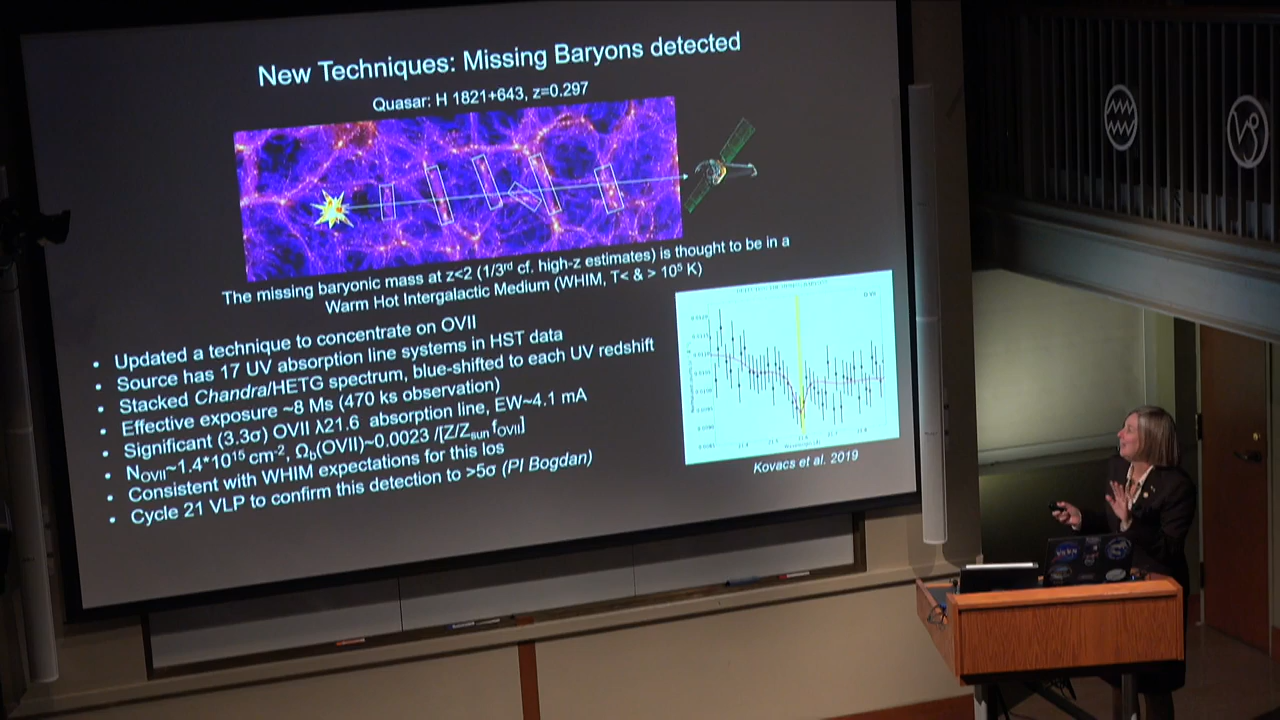 New Techniques: Missing Baryons detected
Quasar: H 1821+643, z=0.297
The missing baryonic mass at z<2 (1/3rd cf. high-z estimates) is thought to be in a
Warm Hot Intergalactic Medium (WHIM, T< & > 10⁵ K)
• Updated a technique to concentrate on OVII
• Source has 17 UV absorption line systems in HST data
• Stacked Chandra/HETG spectrum, blue-shifted to each UV redshift
• Effective exposure ~8 Ms (470 ks observation)
• Significant (3.3σ) OVII λ21.6 absorption line, EW~4.1 mA
• NOVII~1.4*10¹⁵ cm⁻², Ωb(OVII)~0.0023 /[Z/Zsun fOVII]
• Consistent with WHIM expectations for this los
• Cycle 21 VLP to confirm this detection to >5σ (PI Bogdan)
Kovacs et al. 2019